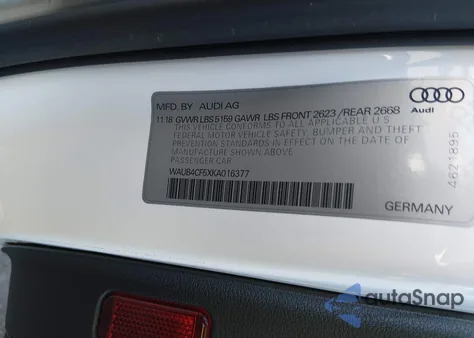 MFD. BY AUDI AG
Audi
11.18 GWWR LBS 5169 GAWR LBS FRONT 2623 / REAR 2668
THIS VEHICLE CONFORMS TO ALL APPLICABLE U S
FEDERAL MOTOR VEHICLE SAFETY, BUMPER AND THEFT
PREVENTION STANDARDS IN EFFECT ON THE DATE OF
MANUFACTURE SHOWN ABOVE
PASSENGER CAR
WAUB4CF5XKA016377
4621895
GERMANY
autoSnap